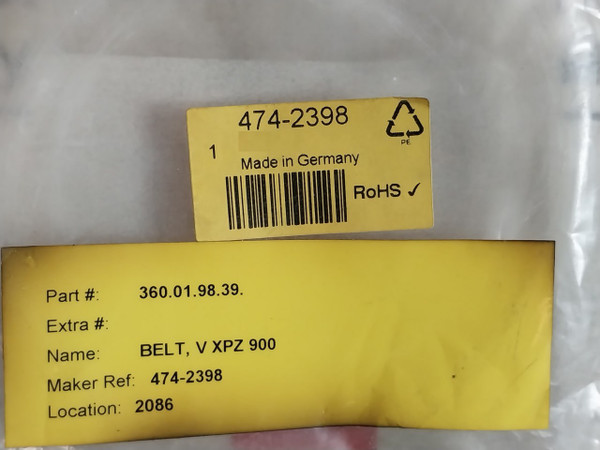 474-2398
1
PE
Made in Germany
RoHS ✓
Part #: 360.01.98.39.
Extra #:
Name: BELT, V XPZ 900
Maker Ref: 474-2398
Location: 2086